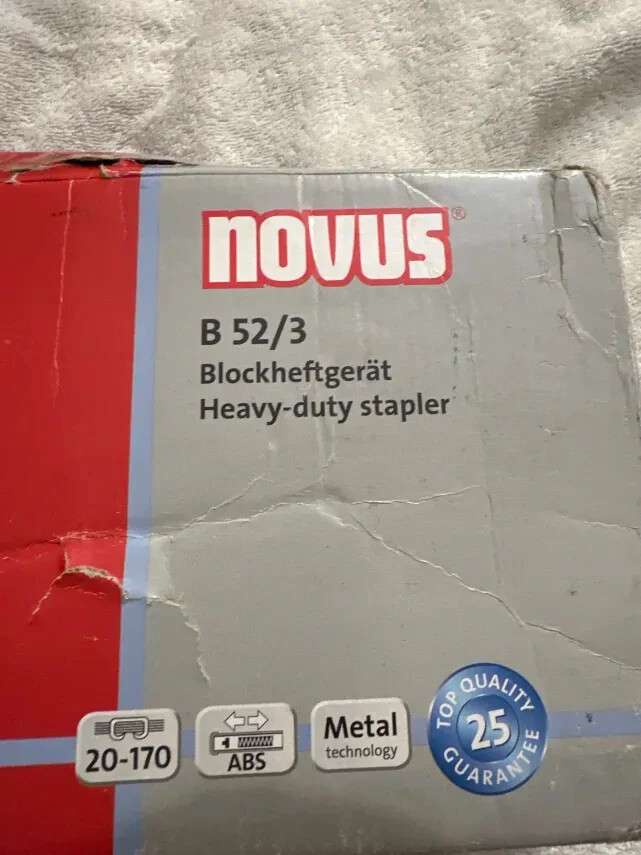 novus®
B 52/3
Blockheftgerät
Heavy-duty stapler
20-170
ABS
Metal
technology
TOP QUALITY
25
GUARANTEE